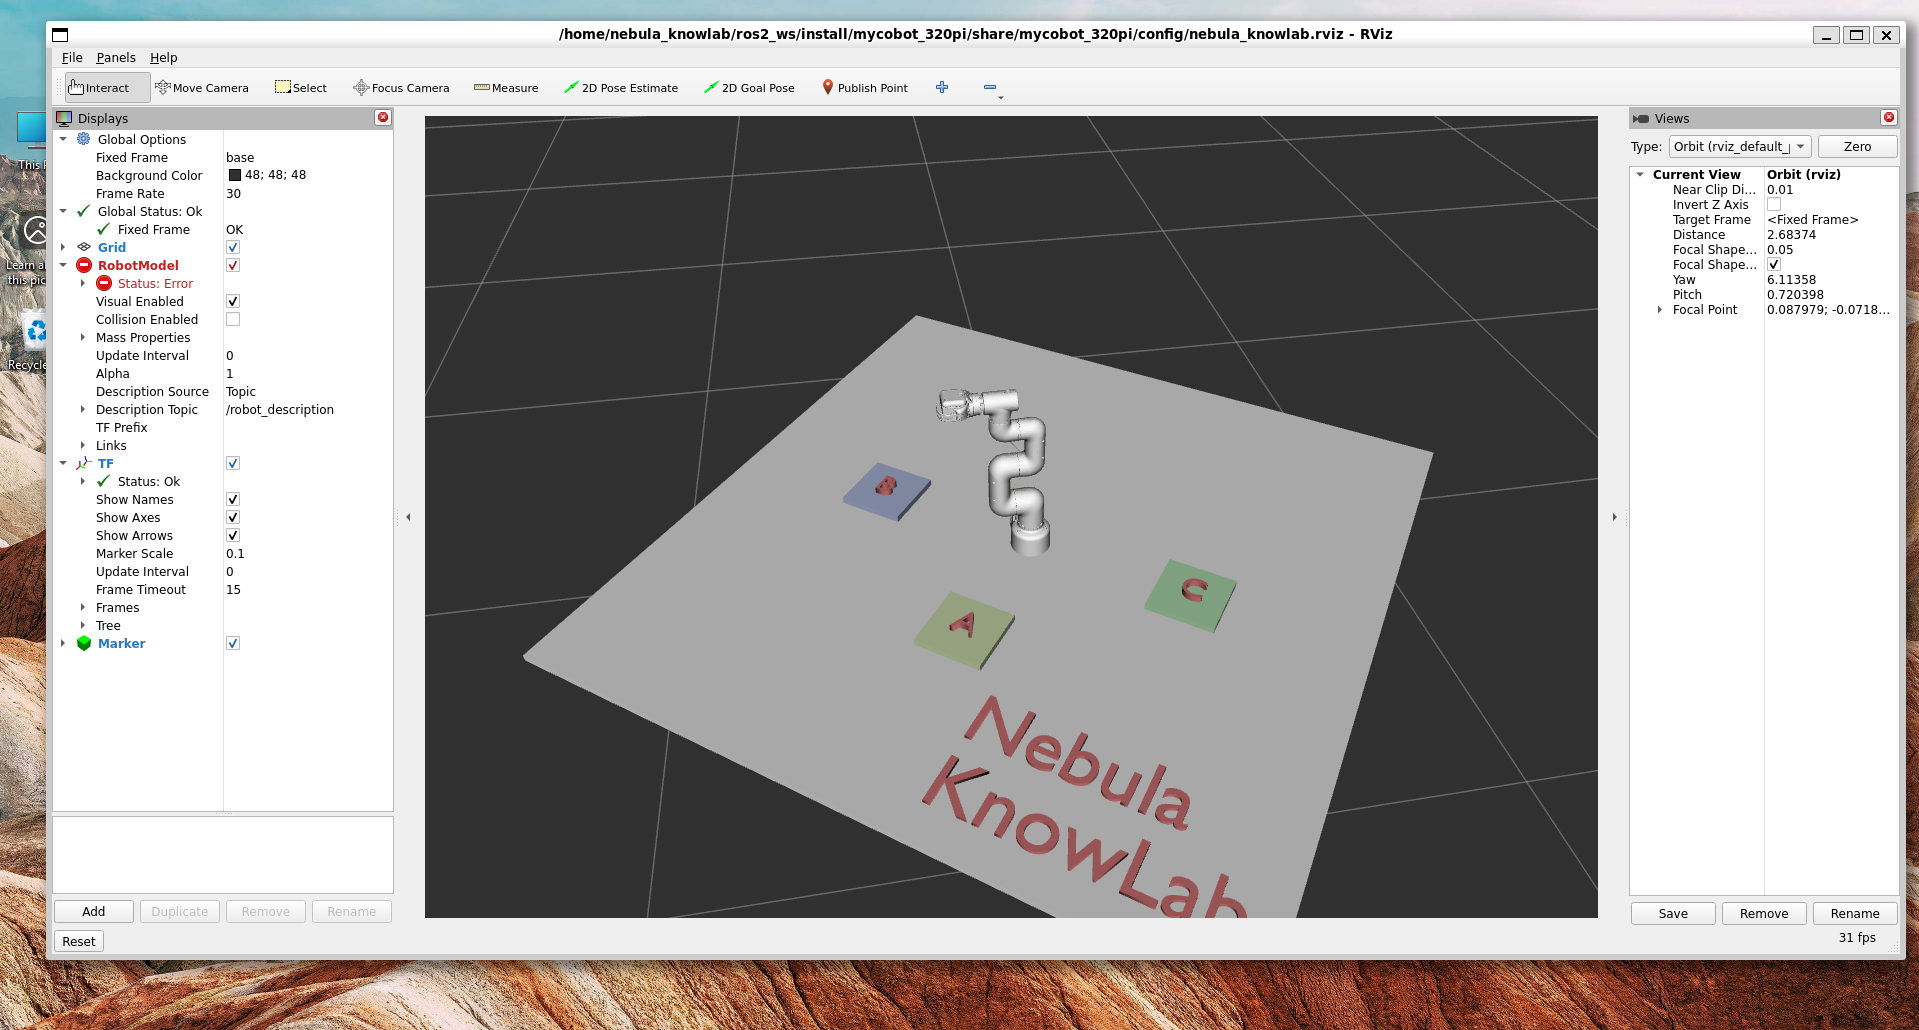 /home/nebula_knowlab/ros2_ws/install/mycobot_320pi/share/mycobot_320pi/config/nebula_knowlab.rviz - RViz
File Panels Help
Interact Move Camera Select Focus Camera Measure 2D Pose Estimate 2D Goal Pose Publish Point
Displays
Global Options
Fixed Frame base
Background Color 48; 48; 48
Frame Rate 30
Global Status: Ok
Fixed Frame OK
Grid
RobotModel
Status: Error
Visual Enabled
Collision Enabled
Mass Properties
Update Interval 0
Alpha 1
Description Source Topic
Description Topic /robot_description
TF Prefix
Links
TF
Status: Ok
Show Names
Show Axes
Show Arrows
Marker Scale 0.1
Update Interval 0
Frame Timeout 15
Frames
Tree
Marker
Add Duplicate Remove Rename
Reset
B
C
A
Nebula
KnowLab
Views
Type: Orbit (rviz_default_ Zero
Current View Orbit (rviz)
Near Clip Di... 0.01
Invert Z Axis
Target Frame <Fixed Frame>
Distance 2.68374
Focal Shape... 0.05
Focal Shape...
Yaw 6.11358
Pitch 0.720398
Focal Point 0.087979; -0.0718...
Save Remove Rename
31 fps
This
Learn
this pic
Recycle